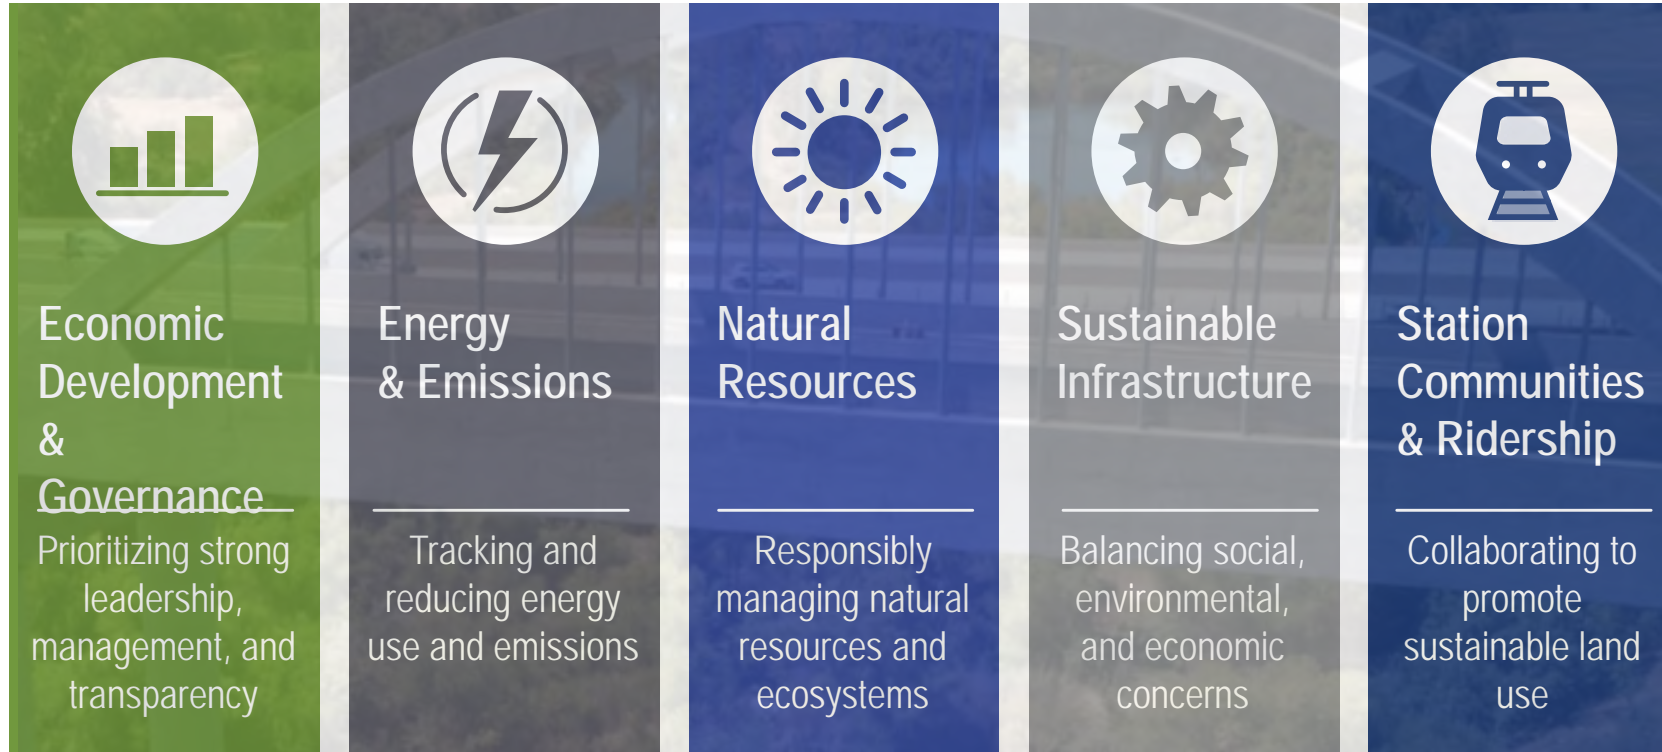 Economic
Development
&
Governance
Prioritizing strong
leadership,
management, and
transparency
Energy
& Emissions
Tracking and
reducing energy
use and emissions
Natural
Resources
Responsibly
managing natural
resources and
ecosystems
Sustainable
Infrastructure
Balancing social,
environmental,
and economic
concerns
Station
Communities
& Ridership
Collaborating to
promote
sustainable land
use